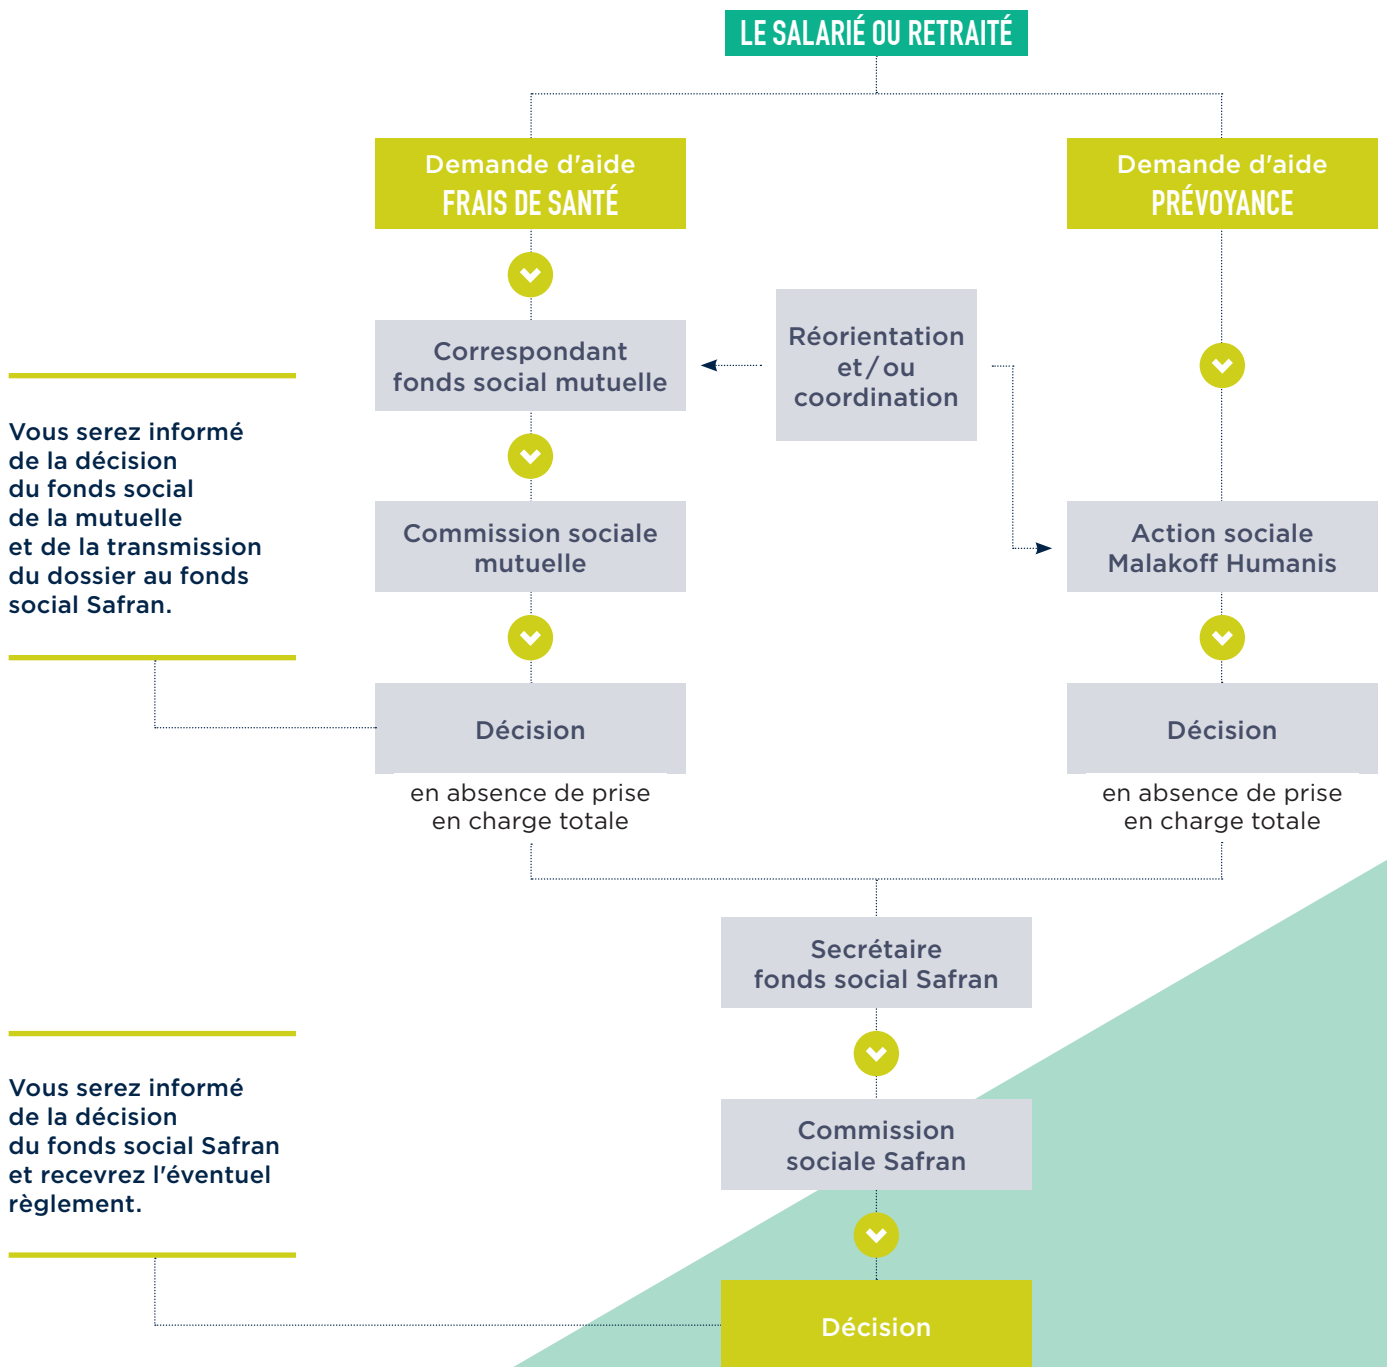 LE SALARIÉ OU RETRAITÉ
Demande d'aide
FRAIS DE SANTÉ
Demande d'aide
PRÉVOYANCE
Correspondant
fonds social mutuelle
Réorientation
et / ou
coordination
Vous serez informé
de la décision
du fonds social
de la mutuelle
et de la transmission
du dossier au fonds
social Safran.
Commission sociale
mutuelle
Action sociale
Malakoff Humanis
Décision
en absence de prise
en charge totale
Décision
en absence de prise
en charge totale
Secrétaire
fonds social Safran
Vous serez informé
de la décision
du fonds social Safran
et recevrez l'éventuel
règlement.
Commission
sociale Safran
Décision